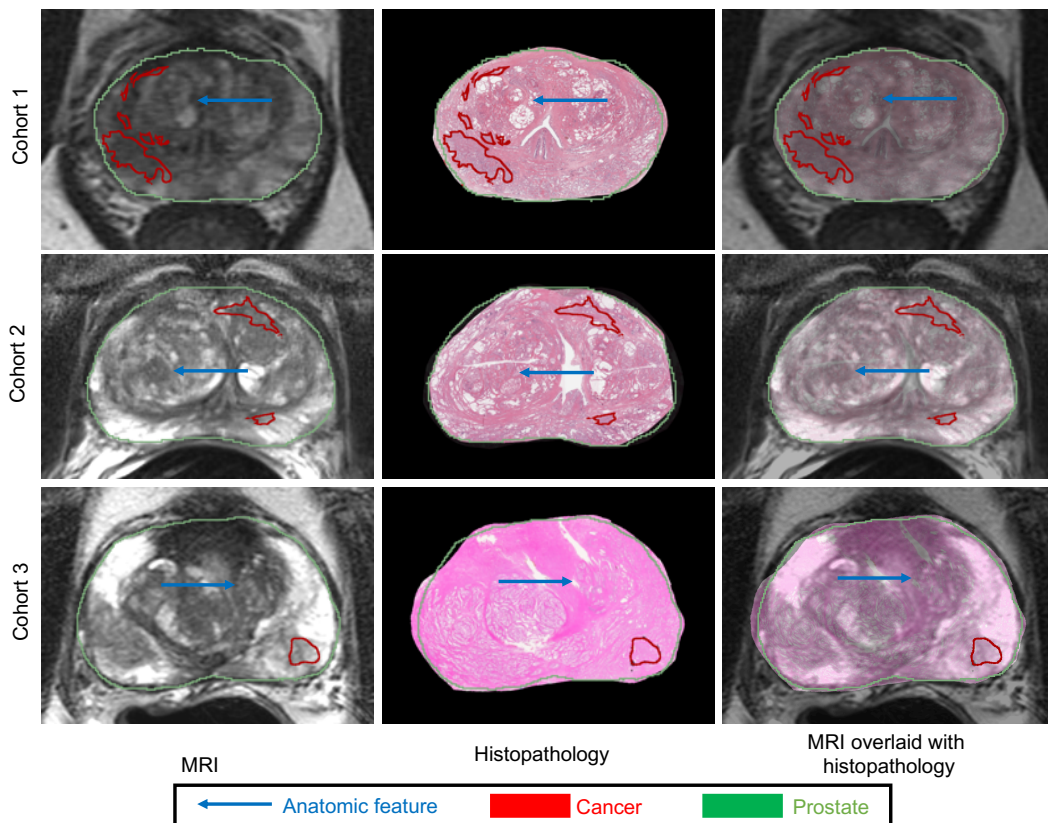 Cohort 1
Cohort 2
Cohort 3
MRI
Histopathology
MRI overlaid with
histopathology
Anatomic feature
Cancer
Prostate